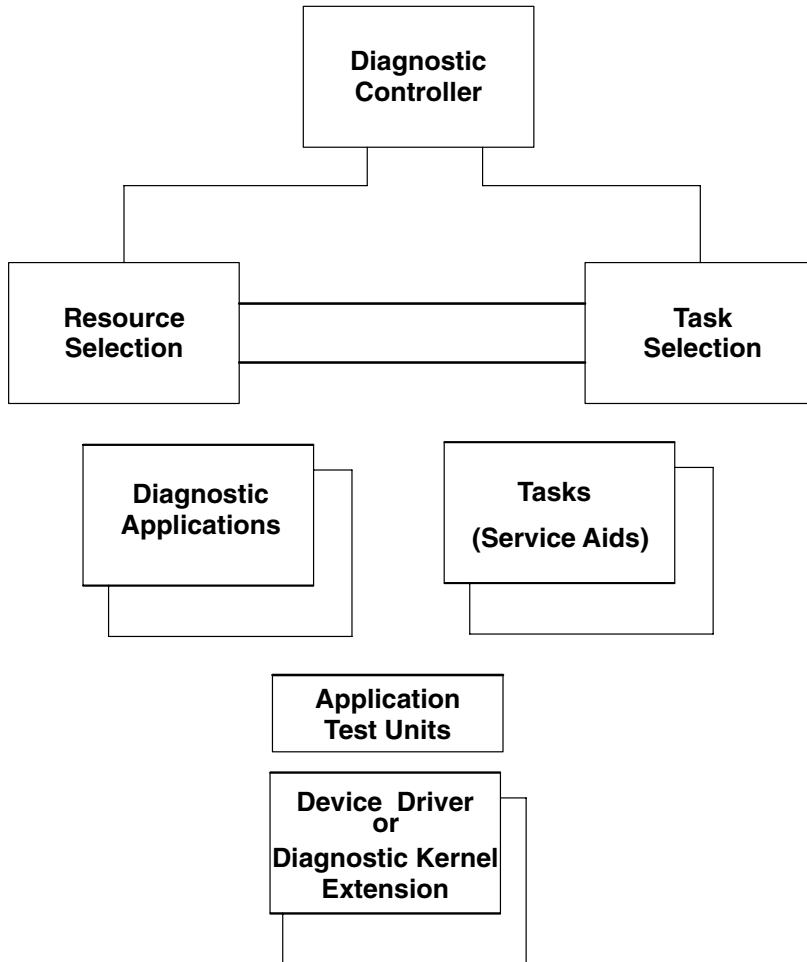 Diagnostic
Controller
Resource
Selection
Task
Selection
Diagnostic
Applications
Tasks
(Service Aids)
Application
Test Units
Device Driver
or
Diagnostic Kernel
Extension